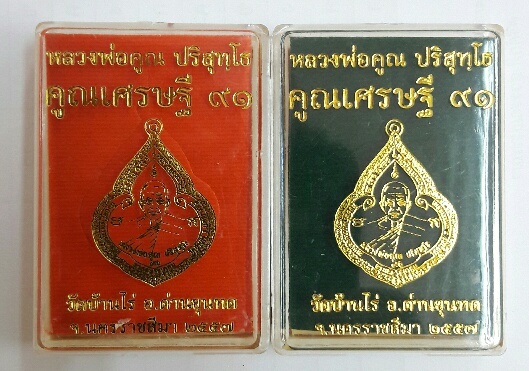 หลวงพ่อคูณ ปริสุทฺโธ
คูณเศรษฐี ๙๑
วัดบ้านไร่ อ.ด่านขุนทด
จ.นครราชสีมา ๒๕๕๗
หลวงพ่อคูณ ปริสุทฺโธ
คูณเศรษฐี ๙๑
วัดบ้านไร่ อ.ด่านขุนทด
จ.นครราชสีมา ๒๕๕๗